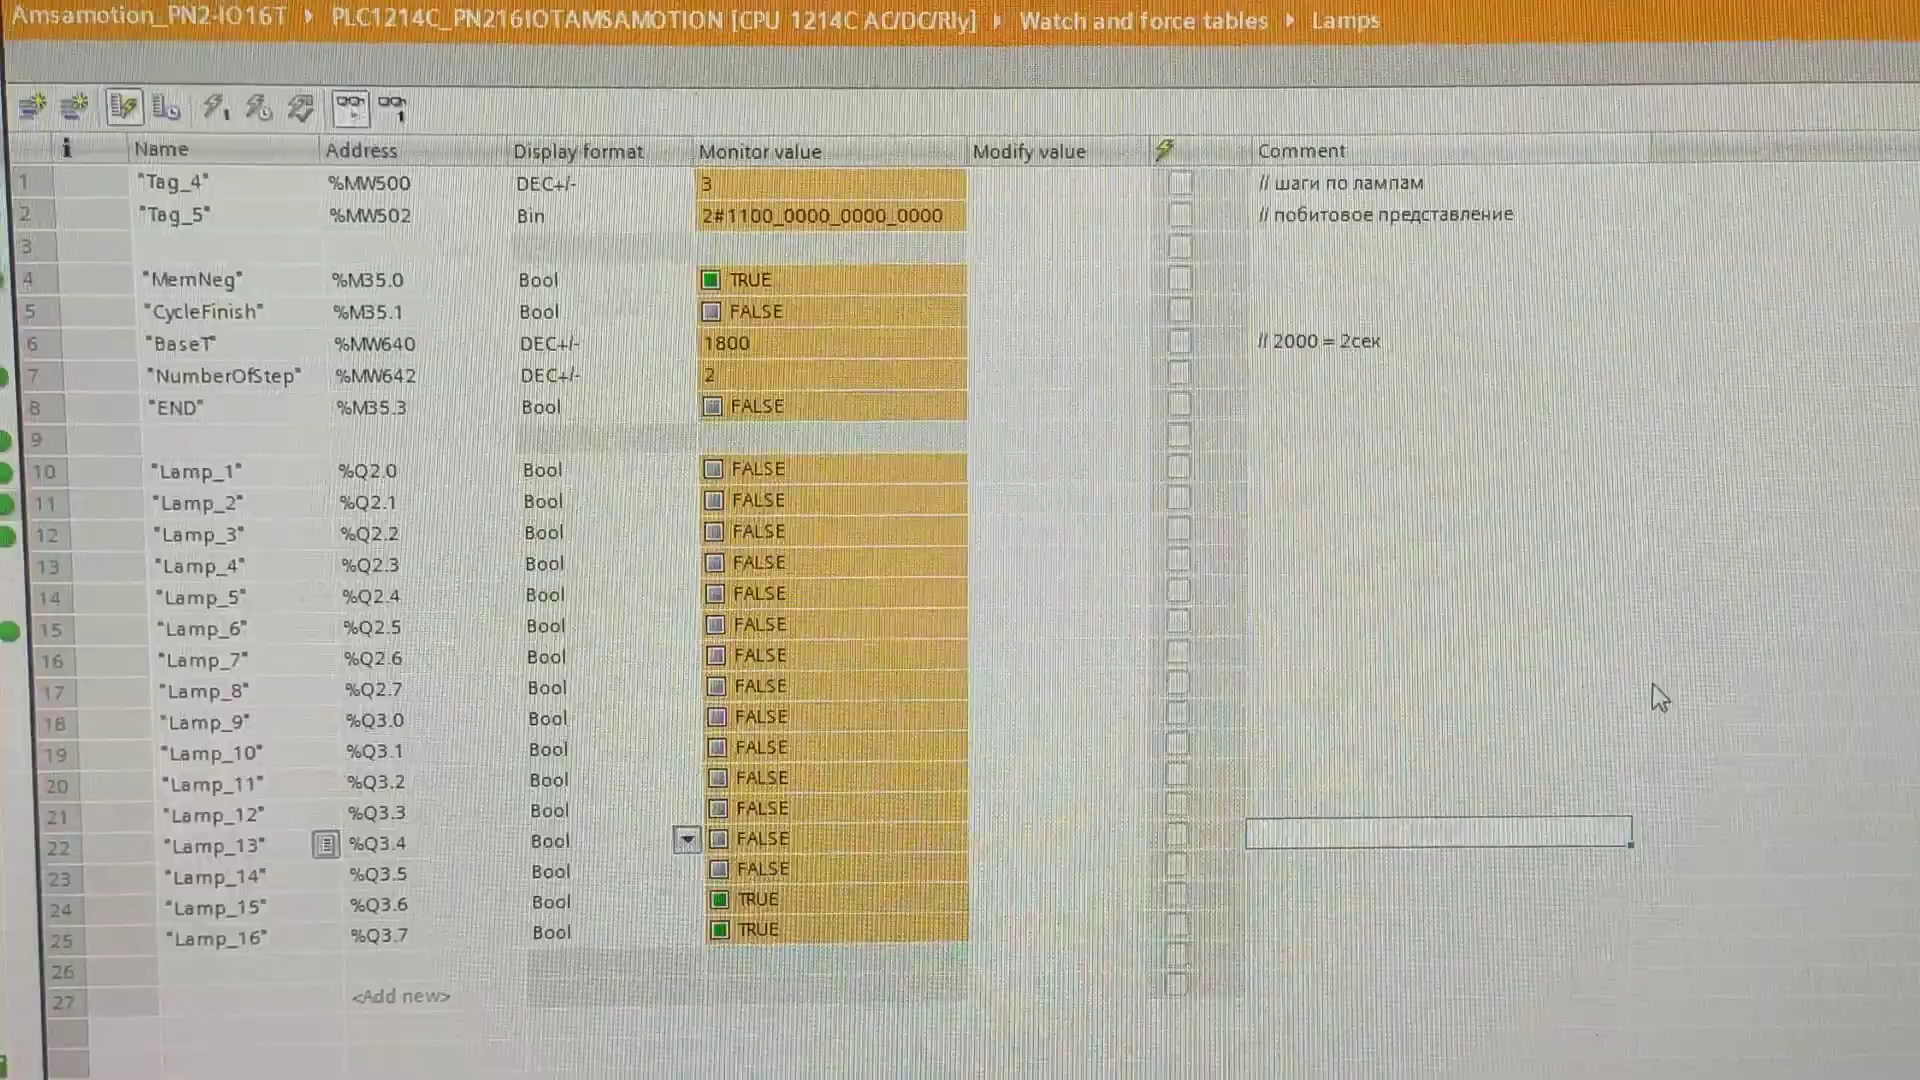 Amsamotion_PN2-IO16T ▸ PLC1214C_PN216IOTAMSAMOTION [CPU 1214C AC/DC/Rly] ▸ Watch and force tables ▸ Lamps
i Name Address Display format Monitor value Modify value Comment
1 "Tag_4" %MW500 DEC+/- 3 // шаги по лампам
2 "Tag_5" %MW502 Bin 2#1100_0000_0000_0000 // побитовое представление
3
4 "MemNeg" %M35.0 Bool TRUE
5 "CycleFinish" %M35.1 Bool FALSE
6 "BaseT" %MW640 DEC+/- 1800 // 2000 = 2сек
7 "NumberOfStep" %MW642 DEC+/- 2
8 "END" %M35.3 Bool FALSE
9
10 "Lamp_1" %Q2.0 Bool FALSE
11 "Lamp_2" %Q2.1 Bool FALSE
12 "Lamp_3" %Q2.2 Bool FALSE
13 "Lamp_4" %Q2.3 Bool FALSE
14 "Lamp_5" %Q2.4 Bool FALSE
15 "Lamp_6" %Q2.5 Bool FALSE
16 "Lamp_7" %Q2.6 Bool FALSE
17 "Lamp_8" %Q2.7 Bool FALSE
18 "Lamp_9" %Q3.0 Bool FALSE
19 "Lamp_10" %Q3.1 Bool FALSE
20 "Lamp_11" %Q3.2 Bool FALSE
21 "Lamp_12" %Q3.3 Bool FALSE
22 "Lamp_13" %Q3.4 Bool FALSE
23 "Lamp_14" %Q3.5 Bool FALSE
24 "Lamp_15" %Q3.6 Bool TRUE
25 "Lamp_16" %Q3.7 Bool TRUE
26
27 <Add new>